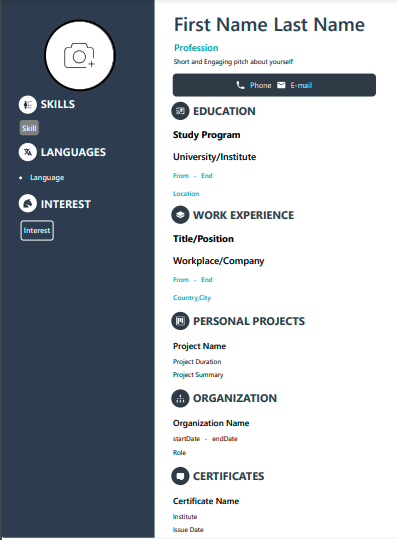 SKILLS
Skill
LANGUAGES
Language
INTEREST
Interest
First Name Last Name
Profession
Short and Engaging pitch about yourself
Phone E-mail
EDUCATION
Study Program
University/Institute
From – End
Location
WORK EXPERIENCE
Title/Position
Workplace/Company
From – End
Country,City
PERSONAL PROJECTS
Project Name
Project Duration
Project Summary
ORGANIZATION
Organization Name
startDate - endDate
Role
CERTIFICATES
Certificate Name
Institute
Issue Date